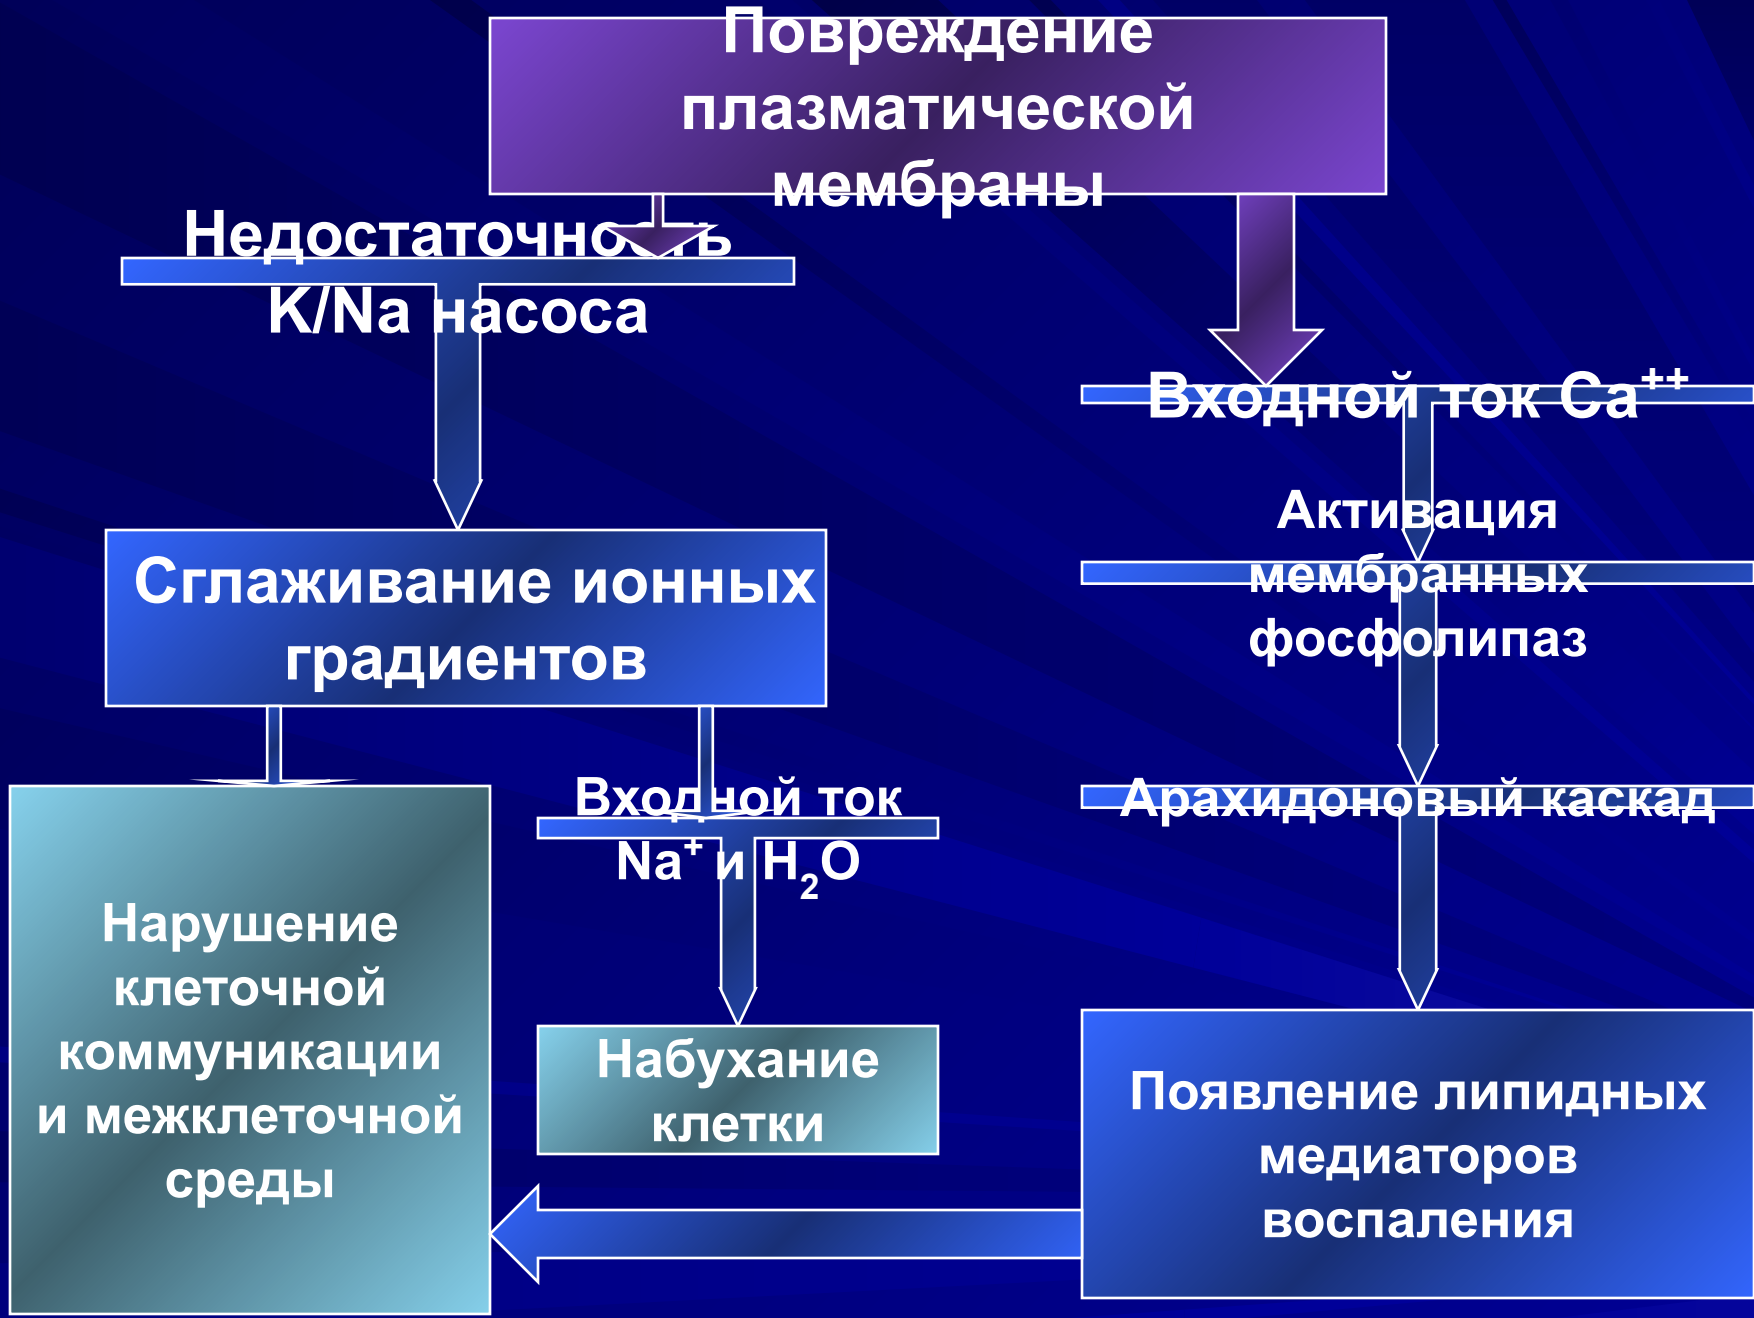 Повреждение
плазматической
мембраны
Недостаточность
K/Na насоса
Входной ток Ca⁺⁺
Активация
мембранных
фосфолипаз
Сглаживание ионных
градиентов
Входной ток
Na⁺ и H₂O
Арахидоновый каскад
Нарушение
клеточной
коммуникации
и межклеточной
среды
Набухание
клетки
Появление липидных
медиаторов
воспаления